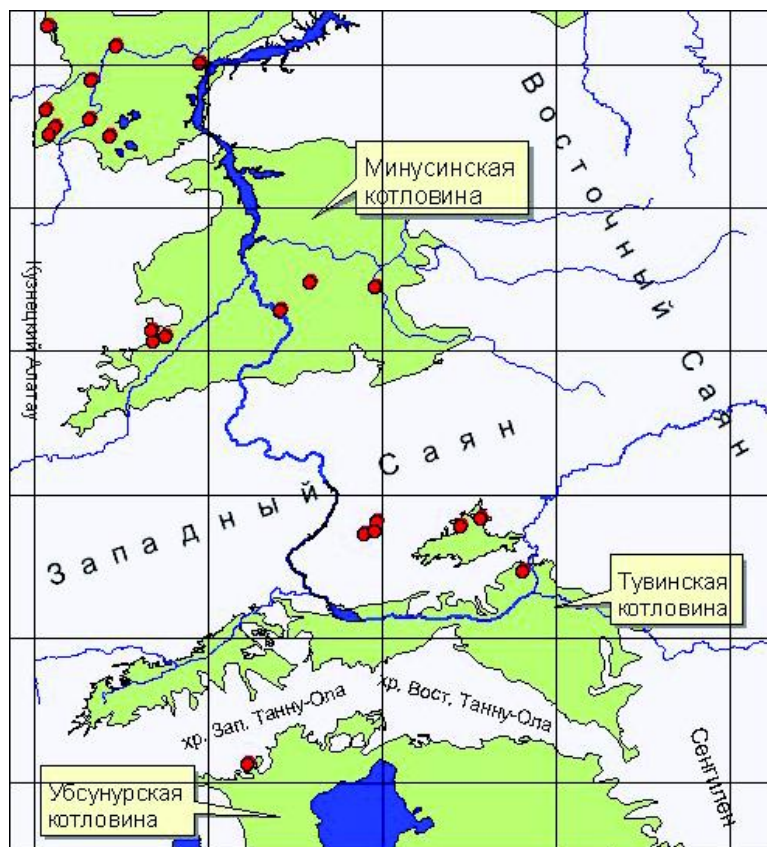 Восточный Саян
Минусинская
котловина
Кузнецкий Алатау
Западный Саян
Тувинская
котловина
хр. Зап. Танну-Ола
хр. Вост. Танну-Ола
Сенгилен
Убсунурская
котловина